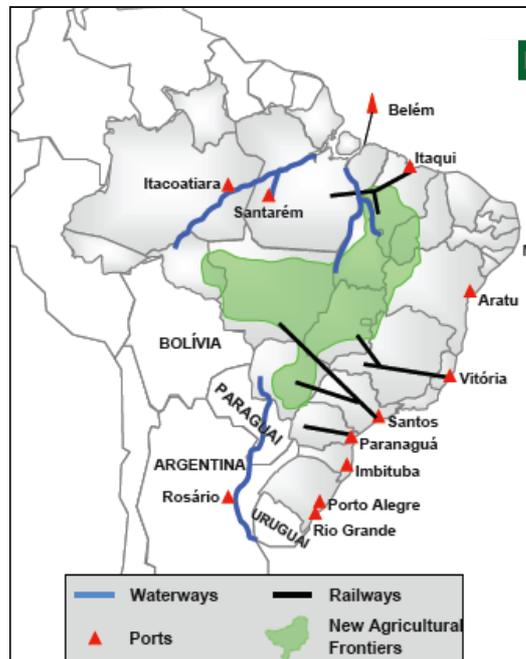 Belém
Itaqui
Itacoatiara
Santarém
Aratu
BOLÍVIA
Vitória
PARAGUAI
Santos
Paranaguá
ARGENTINA
Imbituba
Rosário
Porto Alegre
URUGUAI
Rio Grande
Waterways
Railways
Ports
New Agricultural
Frontiers